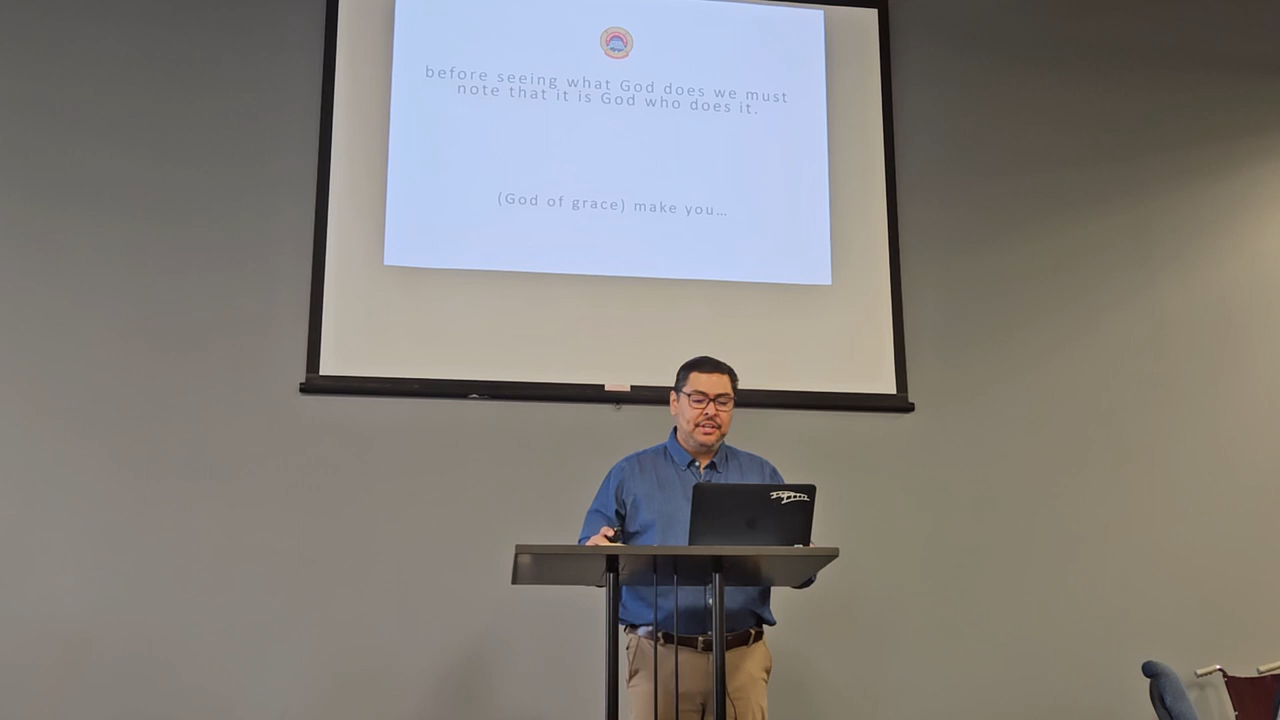 before seeing what God does we must
note that it is God who does it.
(God of grace) make you…